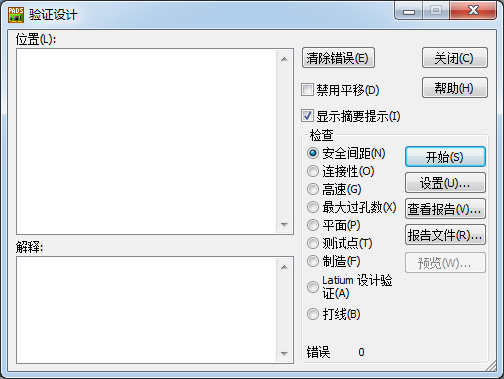 PADS
验证设计
位置(L):
清除错误(E)
关闭(C)
禁用平移(D)
帮助(H)
显示摘要提示(I)
检查
安全间距(N)
开始(S)
连接性(O)
高速(G)
设置(U)...
最大过孔数(X)
查看报告(V)...
平面(P)
报告文件(R)...
测试点(T)
制造(F)
预览(W)...
Latium 设计验
证(A)
打线(B)
解释:
错误 0